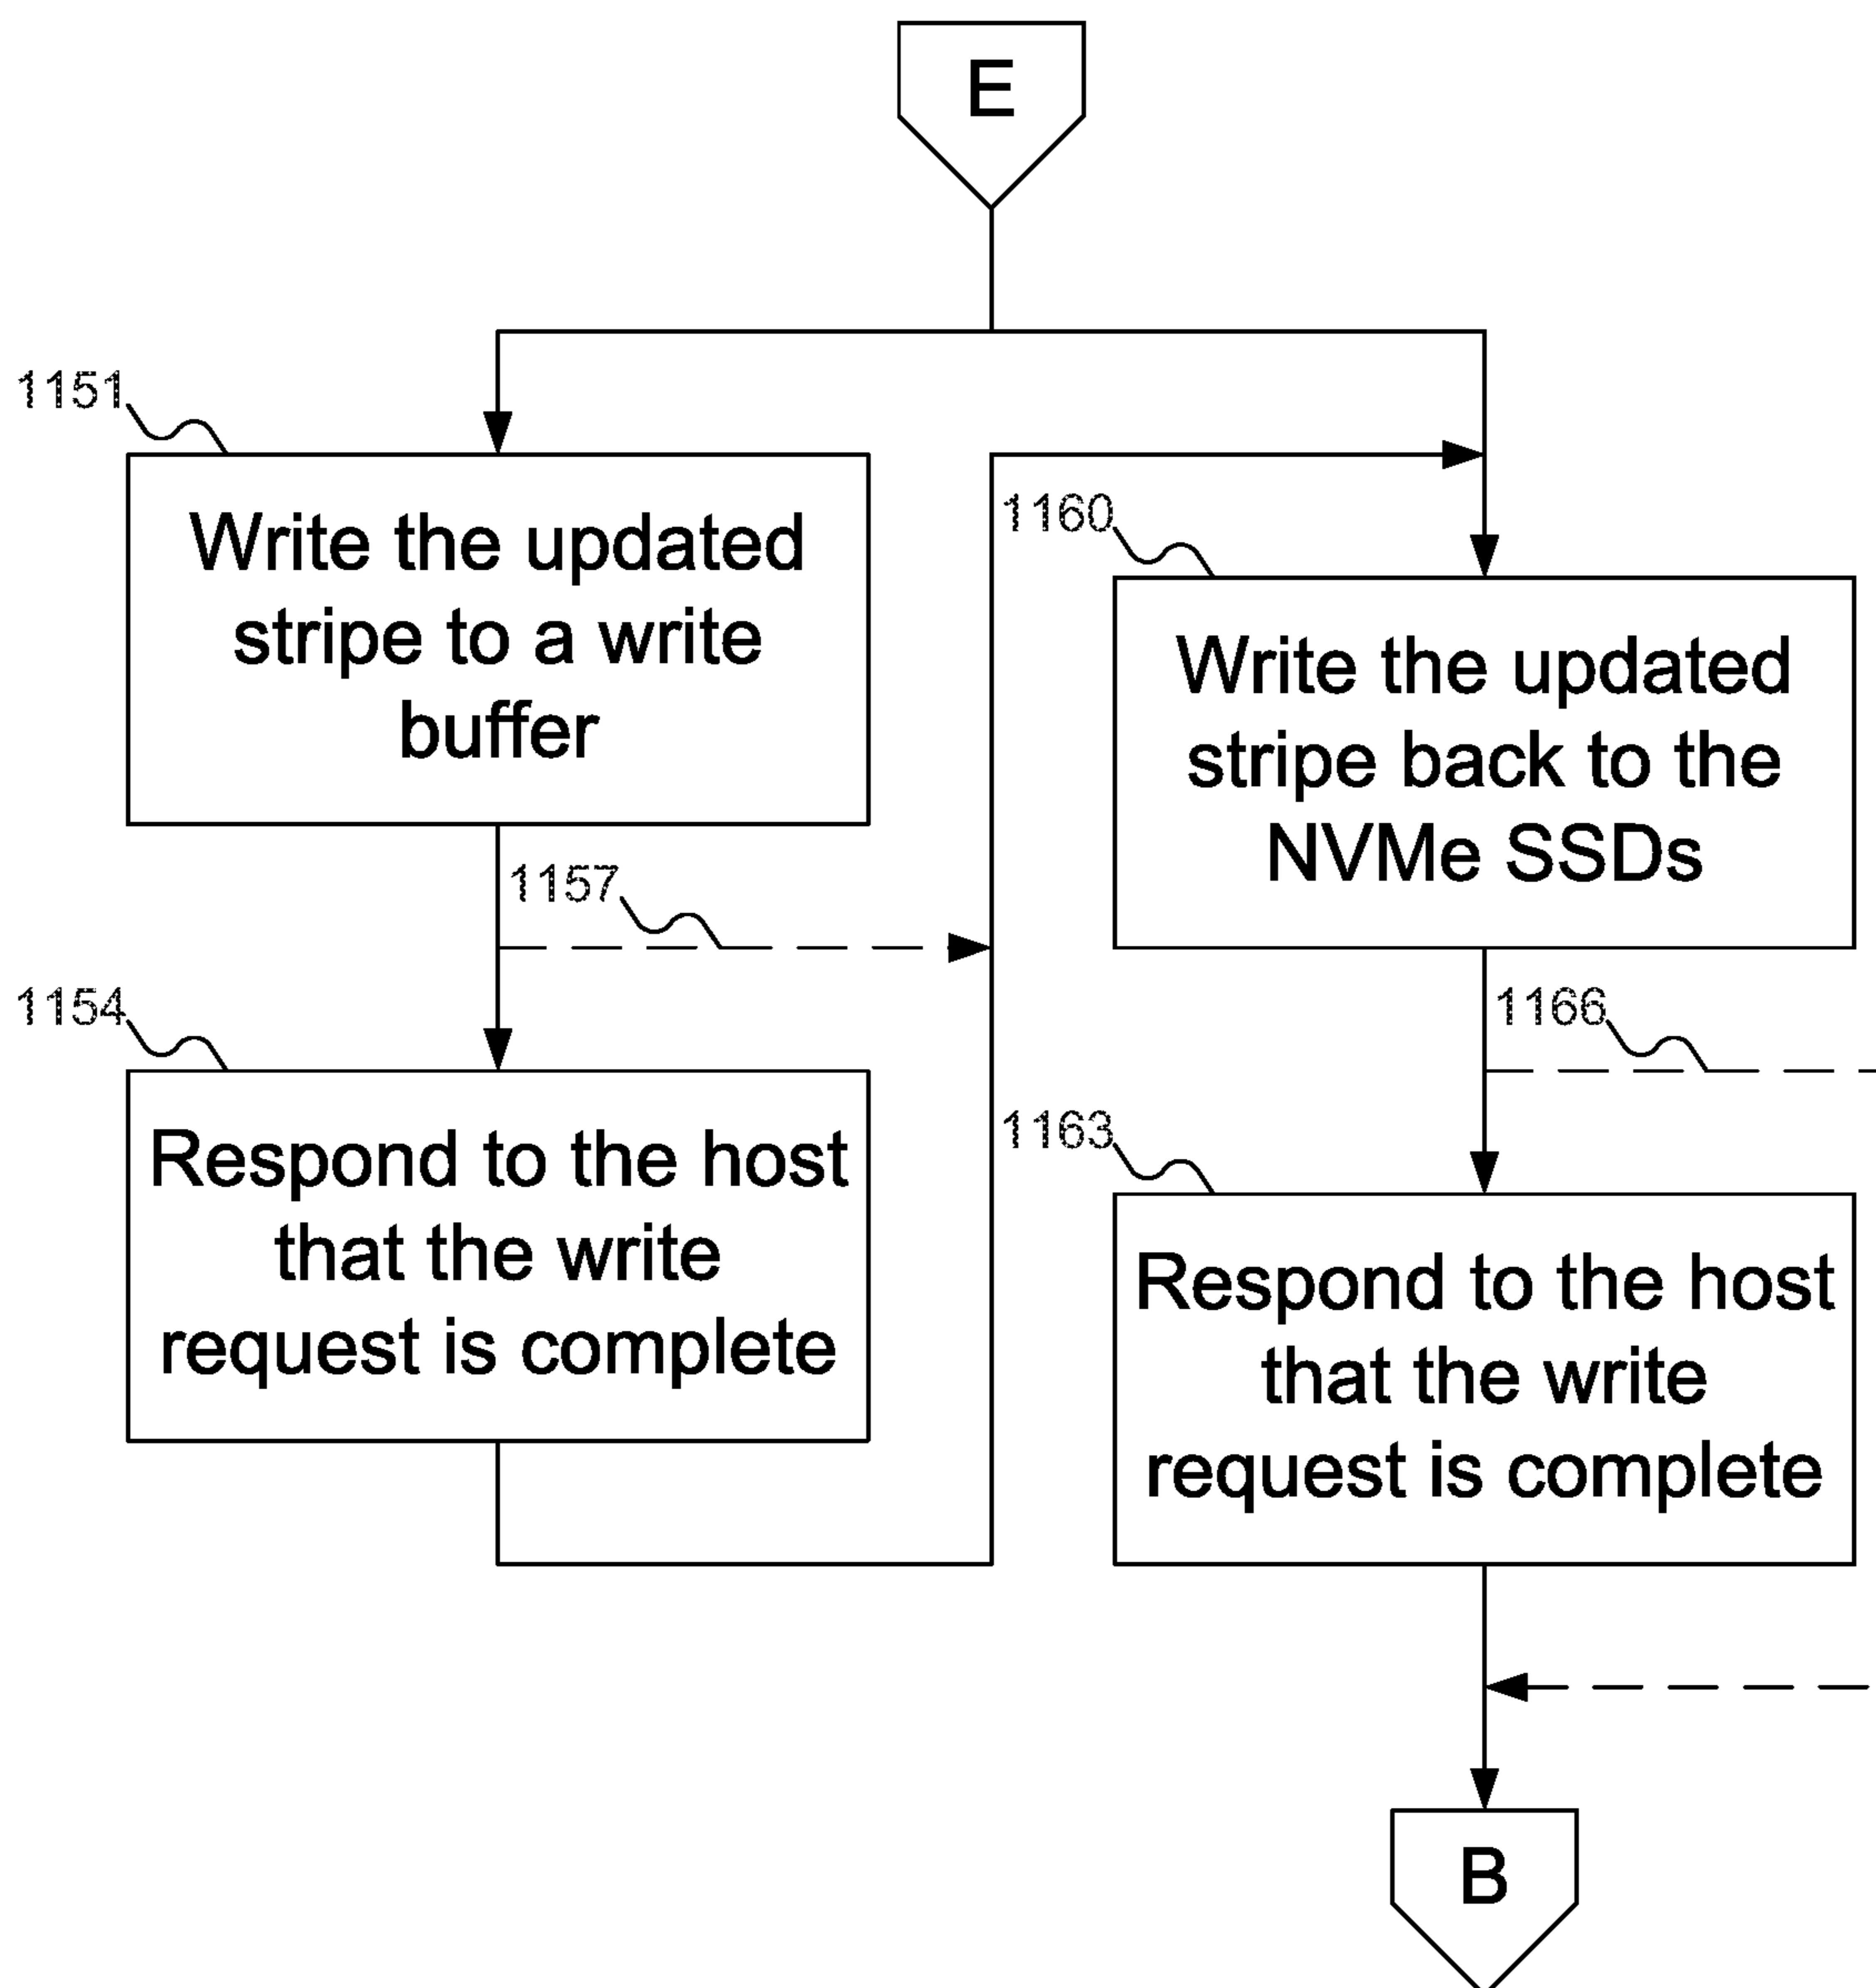 E
1151
Write the updated
stripe to a write
buffer
1157
1154
Respond to the host
that the write
request is complete
1160
Write the updated
stripe back to the
NVMe SSDs
1166
1163
Respond to the host
that the write
request is complete
B